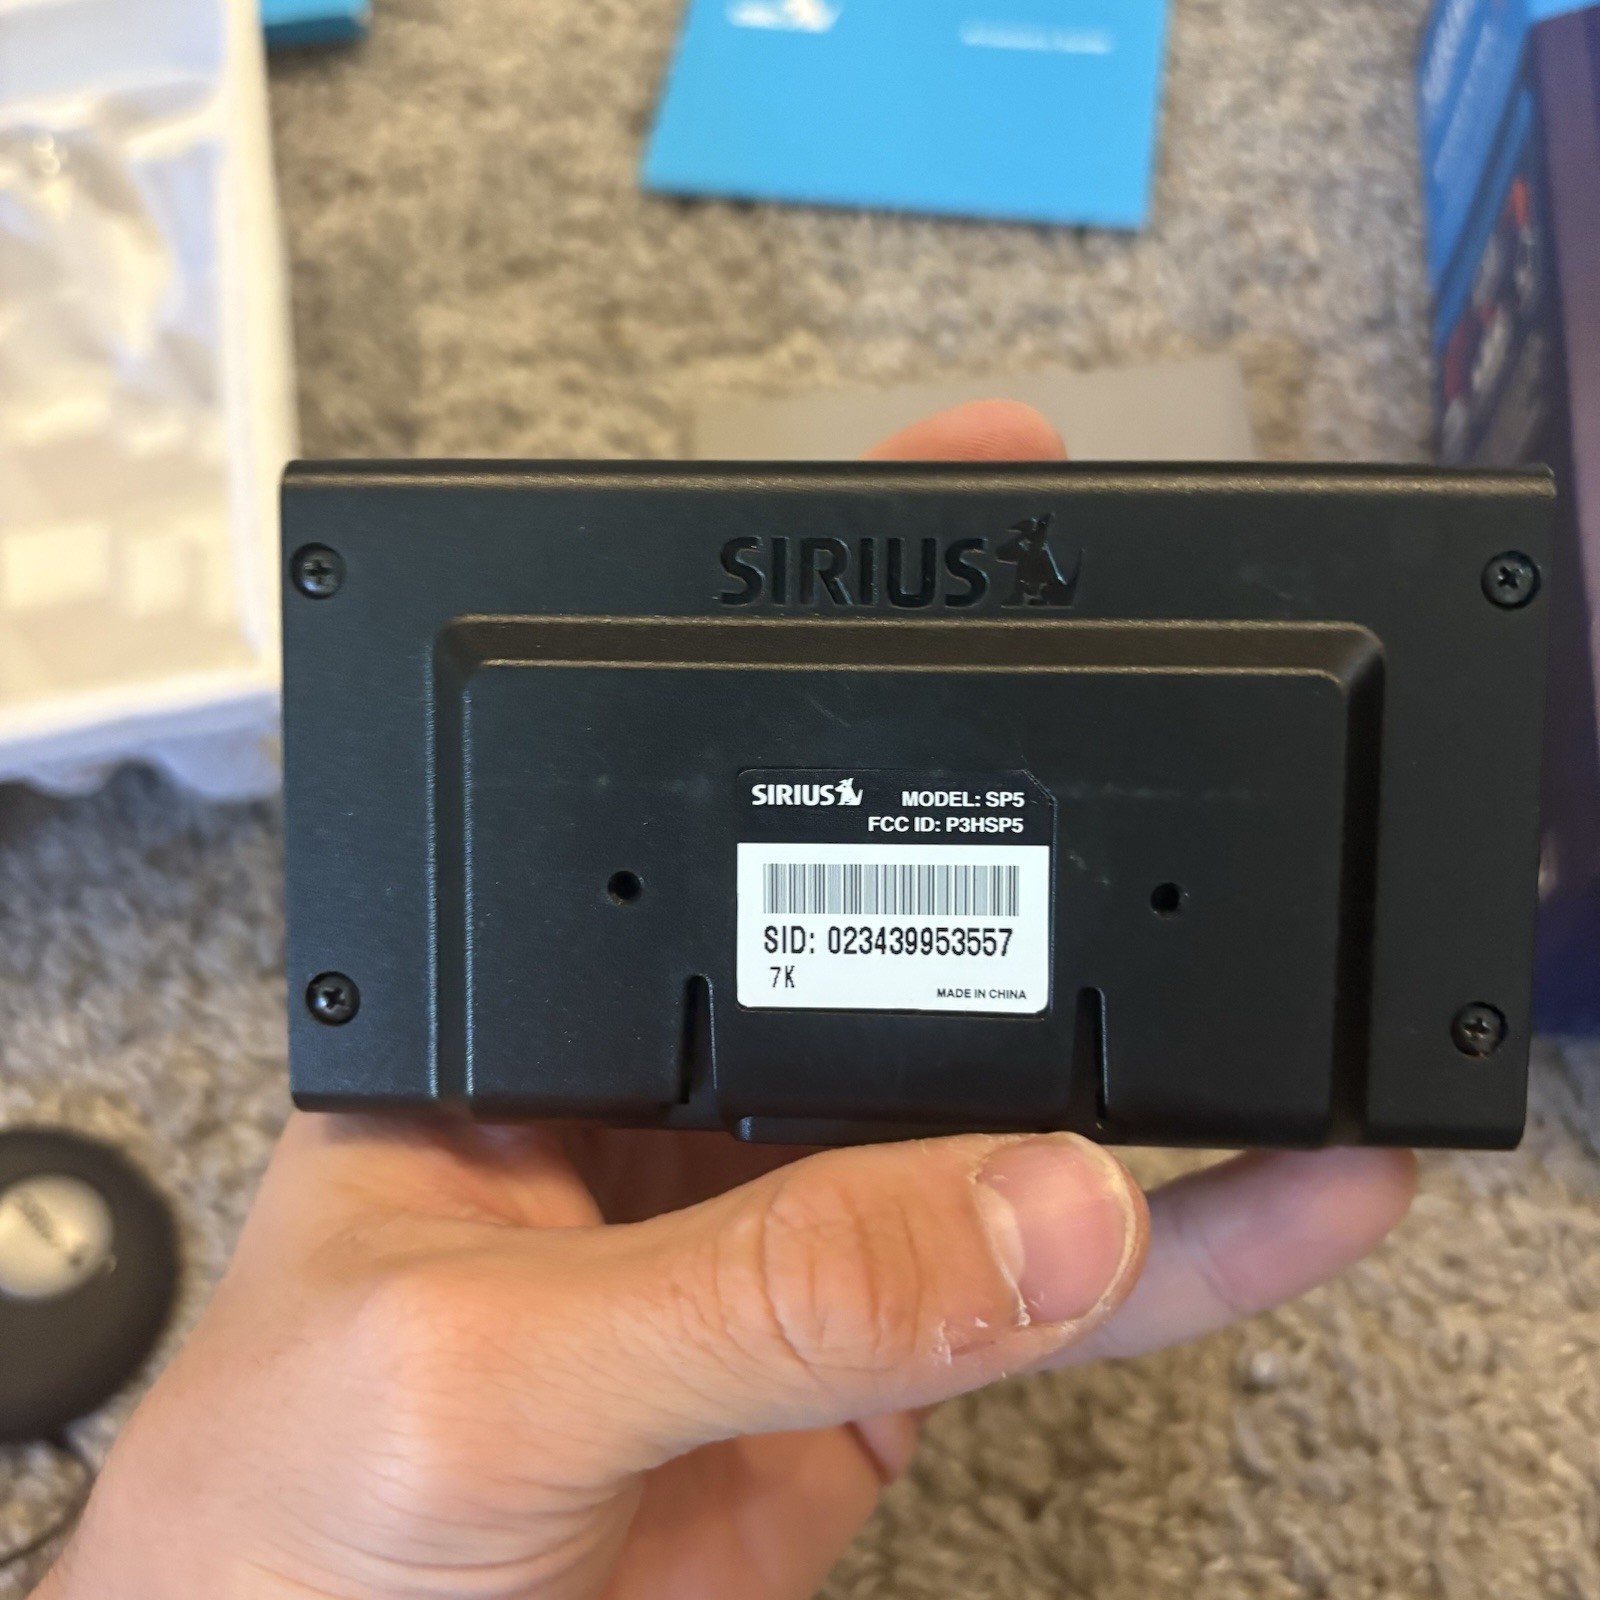 SIRIUS
SIRIUS MODEL: SP5
FCC ID: P3HSP5
SID: 023439953557
7K
MADE IN CHINA